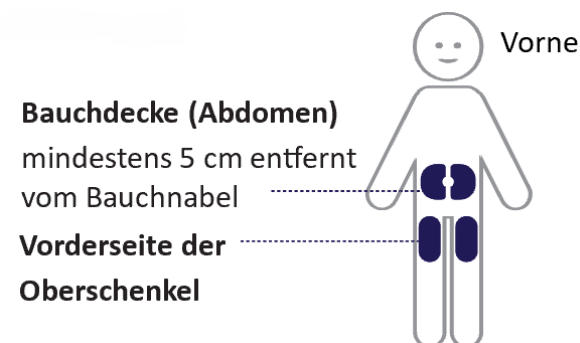 Vorne
Bauchdecke (Abdomen)
mindestens 5 cm entfernt
vom Bauchnabel
Vorderseite der
Oberschenkel